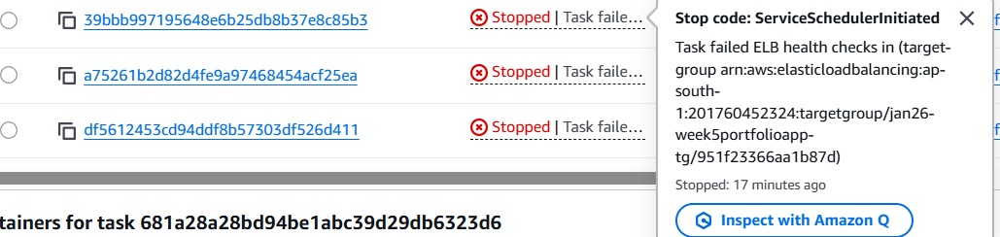 39bbb997195648e6b25db8b37e8c85b3
Stopped | Task faile...
a75261b2d82d4fe9a97468454acf25ea
Stopped | Task faile...
df5612453cd94ddf8b57303df526d411
Stopped | Task faile...
Stop code: ServiceSchedulerInitiated
Task failed ELB health checks in (target-
group arn:aws:elasticloadbalancing:ap-
south-
1:201760452324:targetgroup/jan26-
week5portfolioapp-
tg/951f23366aa1b87d)
Stopped: 17 minutes ago
Inspect with Amazon Q
tainers for task 681a28a28bd94be1abc39d29db6323d6